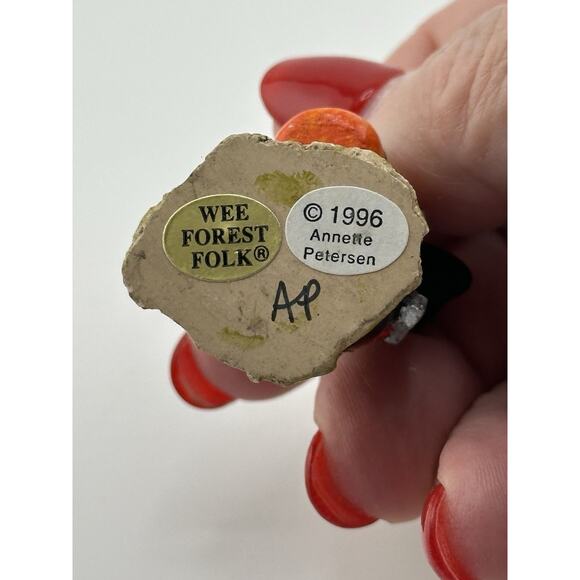 WEE
FOREST
FOLK®
© 1996
Annette
Petersen
AP.